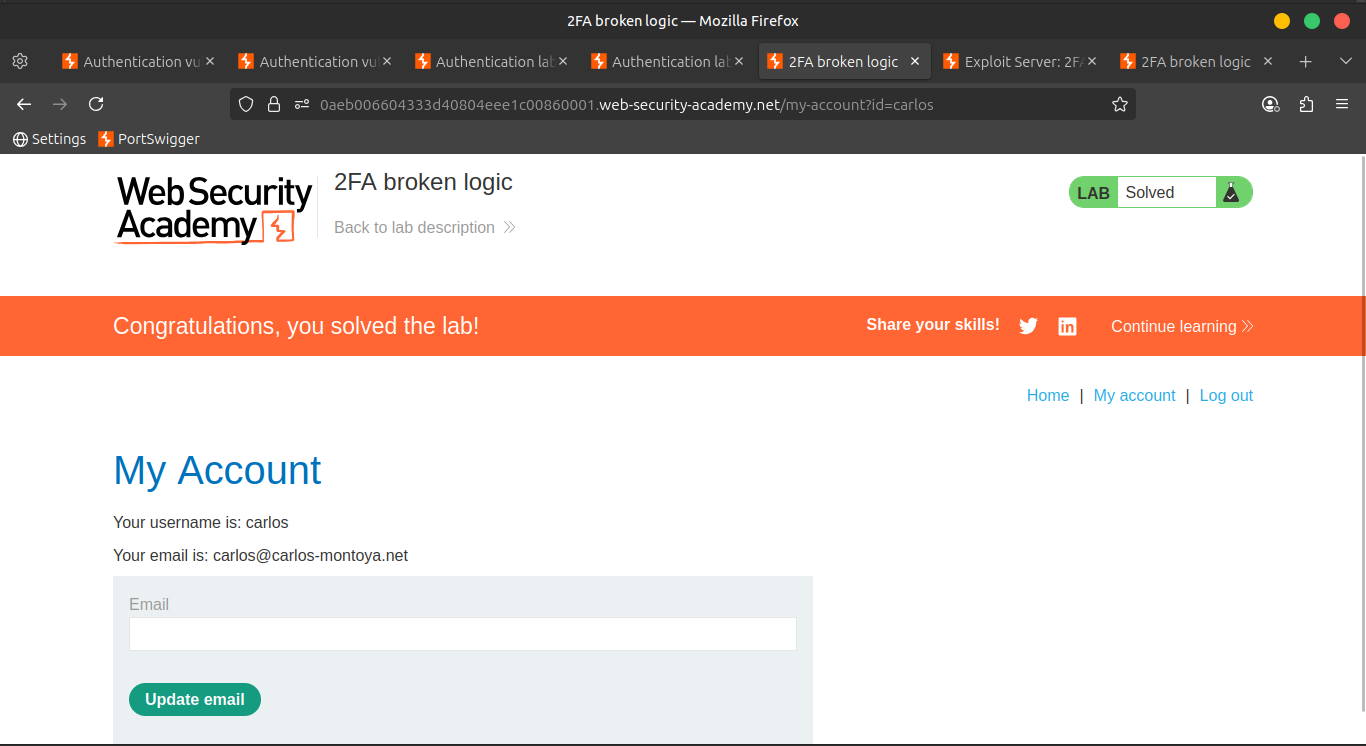 2FA broken logic — Mozilla Firefox
Authentication vu
Authentication vul
Authentication lab
Authentication lab
2FA broken logic
Exploit Server: 2FA
2FA broken logic
0aeb006604333d40804eee1c00860001.web-security-academy.net/my-account?id=carlos
Settings
PortSwigger
Web Security
Academy
2FA broken logic
Back to lab description
LAB
Solved
Congratulations, you solved the lab!
Share your skills!
Continue learning
Home | My account | Log out
My Account
Your username is: carlos
Your email is: carlos@carlos-montoya.net
Email
Update email